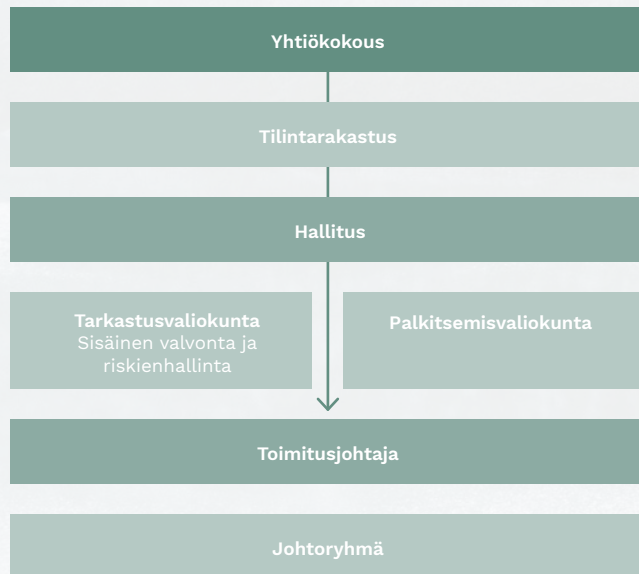 Yhtiökokous
Tilintarakastus
Hallitus
Tarkastusvaliokunta
Sisäinen valvonta ja
riskienhallinta
Palkitsemisvaliokunta
Toimitusjohtaja
Johtoryhmä